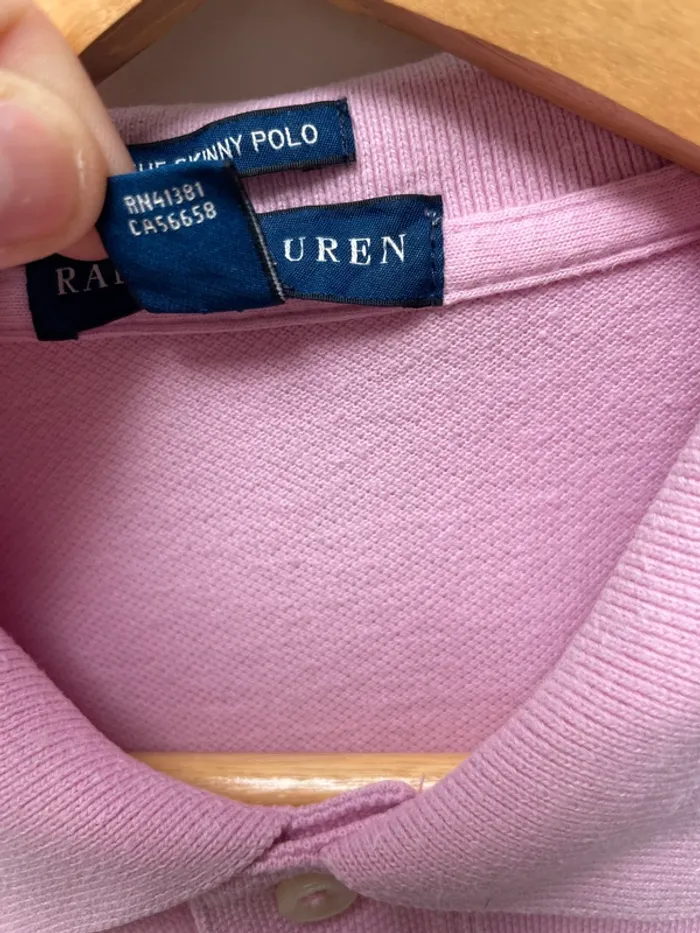 SKINNY POLO
RN41381
CA56658
RA
UREN